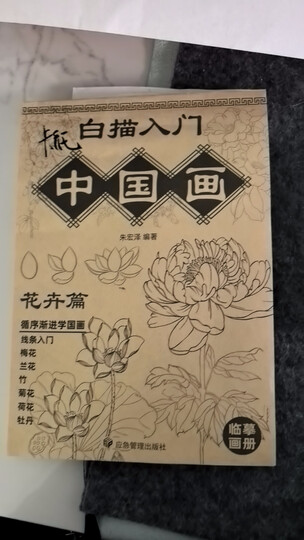 白描入门
中国画
朱宏泽 编著
花卉篇
循序渐进学国画
线条入门
梅花
兰花
竹
菊花
荷花
牡丹
临摹
画册
应急管理出版社